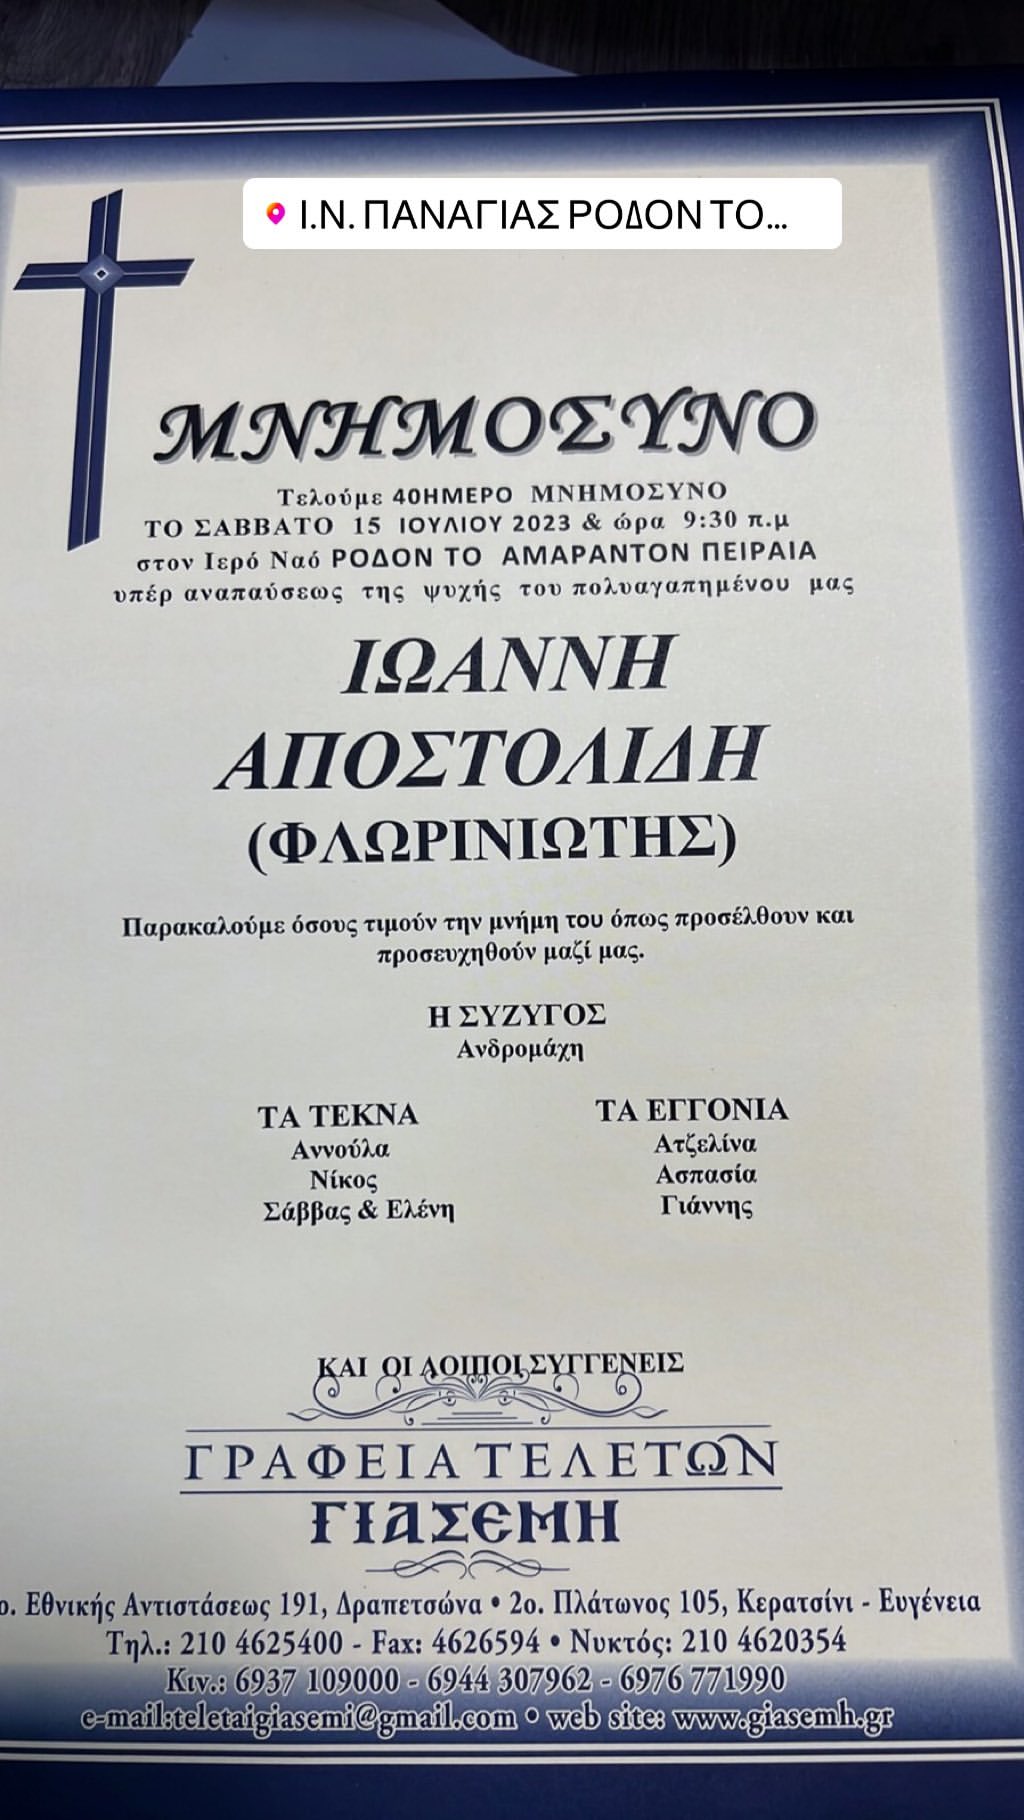 Ι.Ν. ΠΑΝΑΓΙΑΣ ΡΟΔΟΝ ΤΟ...
ΜΝΗΜΟΣΥΝΟ
Τελούμε 40ΗΜΕΡΟ ΜΝΗΜΟΣΥΝΟ
ΤΟ ΣΑΒΒΑΤΟ 15 ΙΟΥΛΙΟΥ 2023 & ώρα 9:30 π.μ
στον Ιερό Ναό ΡΟΔΟΝ ΤΟ ΑΜΑΡΑΝΤΟΝ ΠΕΙΡΑΙΑ
υπέρ αναπαύσεως της ψυχής του πολυαγαπημένου μας
ΙΩΑΝΝΗ
ΑΠΟΣΤΟΛΙΔΗ
(ΦΛΩΡΙΝΙΩΤΗΣ)
Παρακαλούμε όσους τιμούν την μνήμη του όπως προσέλθουν και
προσευχηθούν μαζί μας.
Η ΣΥΖΥΓΟΣ
Ανδρομάχη
ΤΑ ΤΕΚΝΑ
Αννούλα
Νίκος
Σάββας & Ελένη
ΤΑ ΕΓΓΟΝΙΑ
Ατζελίνα
Ασπασία
Γιάννης
ΚΑΙ ΟΙ ΛΟΙΠΟΙ ΣΥΓΓΕΝΕΙΣ
ΓΡΑΦΕΙΑ ΤΕΛΕΤΩΝ
ΓΙΑΣΕΜΗ
ο. Εθνικής Αντιστάσεως 191, Δραπετσώνα • 2ο. Πλάτωνος 105, Κερατσίνι - Ευγένεια
Τηλ.: 210 4625400 - Fax: 4626594 • Νυκτός: 210 4620354
Κιν.: 6937 109000 - 6944 307962 - 6976 771990
e-mail:teletaigiasemi@gmail.com • web site: www.giasemh.gr